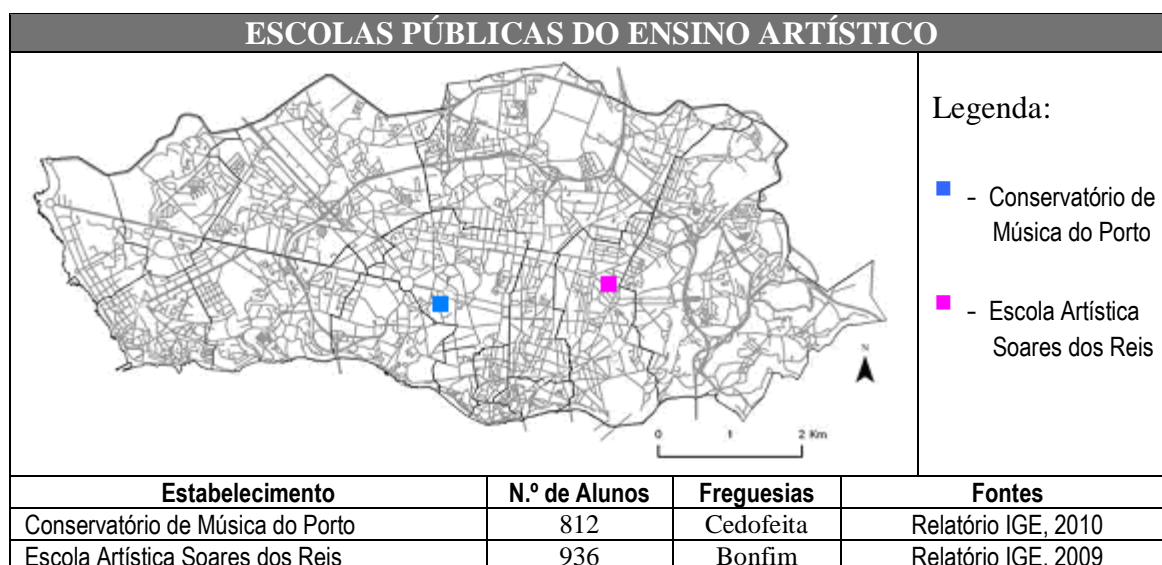 ESCOLAS PÚBLICAS DO ENSINO ARTÍSTICO
Legenda:
- Conservatório de
Música do Porto
- Escola Artística
Soares dos Reis
N
0 1 2 Km
Estabelecimento N.º de Alunos Freguesias Fontes
Conservatório de Música do Porto 812 Cedofeita Relatório IGE, 2010
Escola Artística Soares dos Reis 936 Bonfim Relatório IGE, 2009